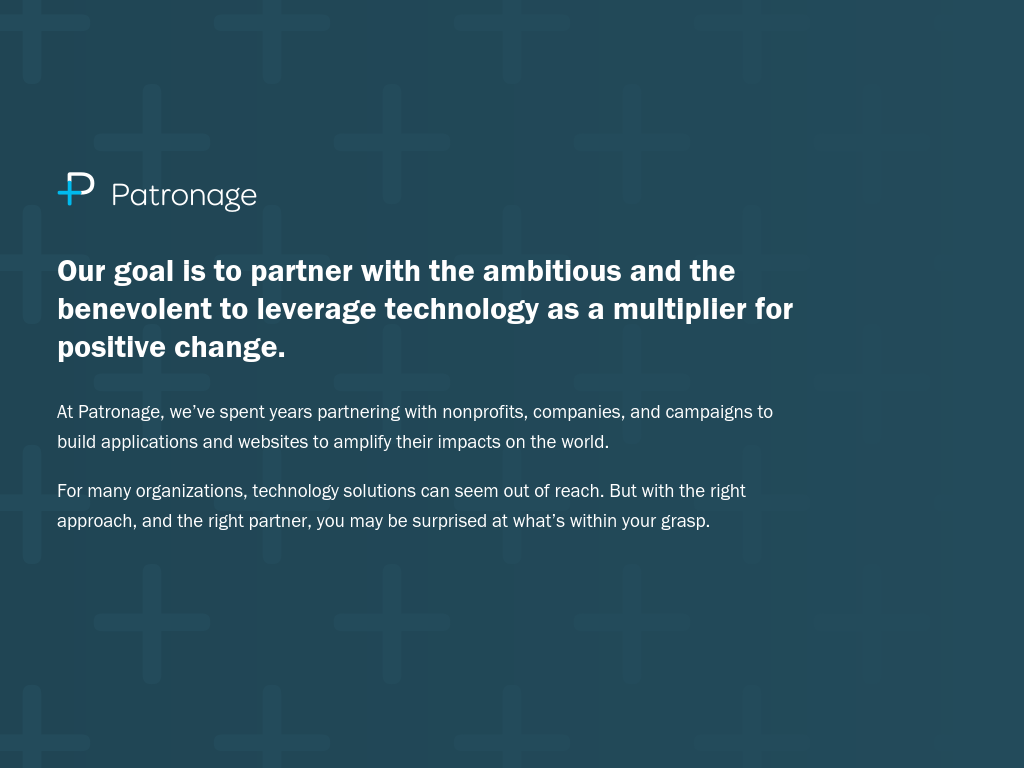 Patronage
Our goal is to partner with the ambitious and the
benevolent to leverage technology as a multiplier for
positive change.
At Patronage, we’ve spent years partnering with nonprofits, companies, and campaigns to
build applications and websites to amplify their impacts on the world.
For many organizations, technology solutions can seem out of reach. But with the right
approach, and the right partner, you may be surprised at what’s within your grasp.